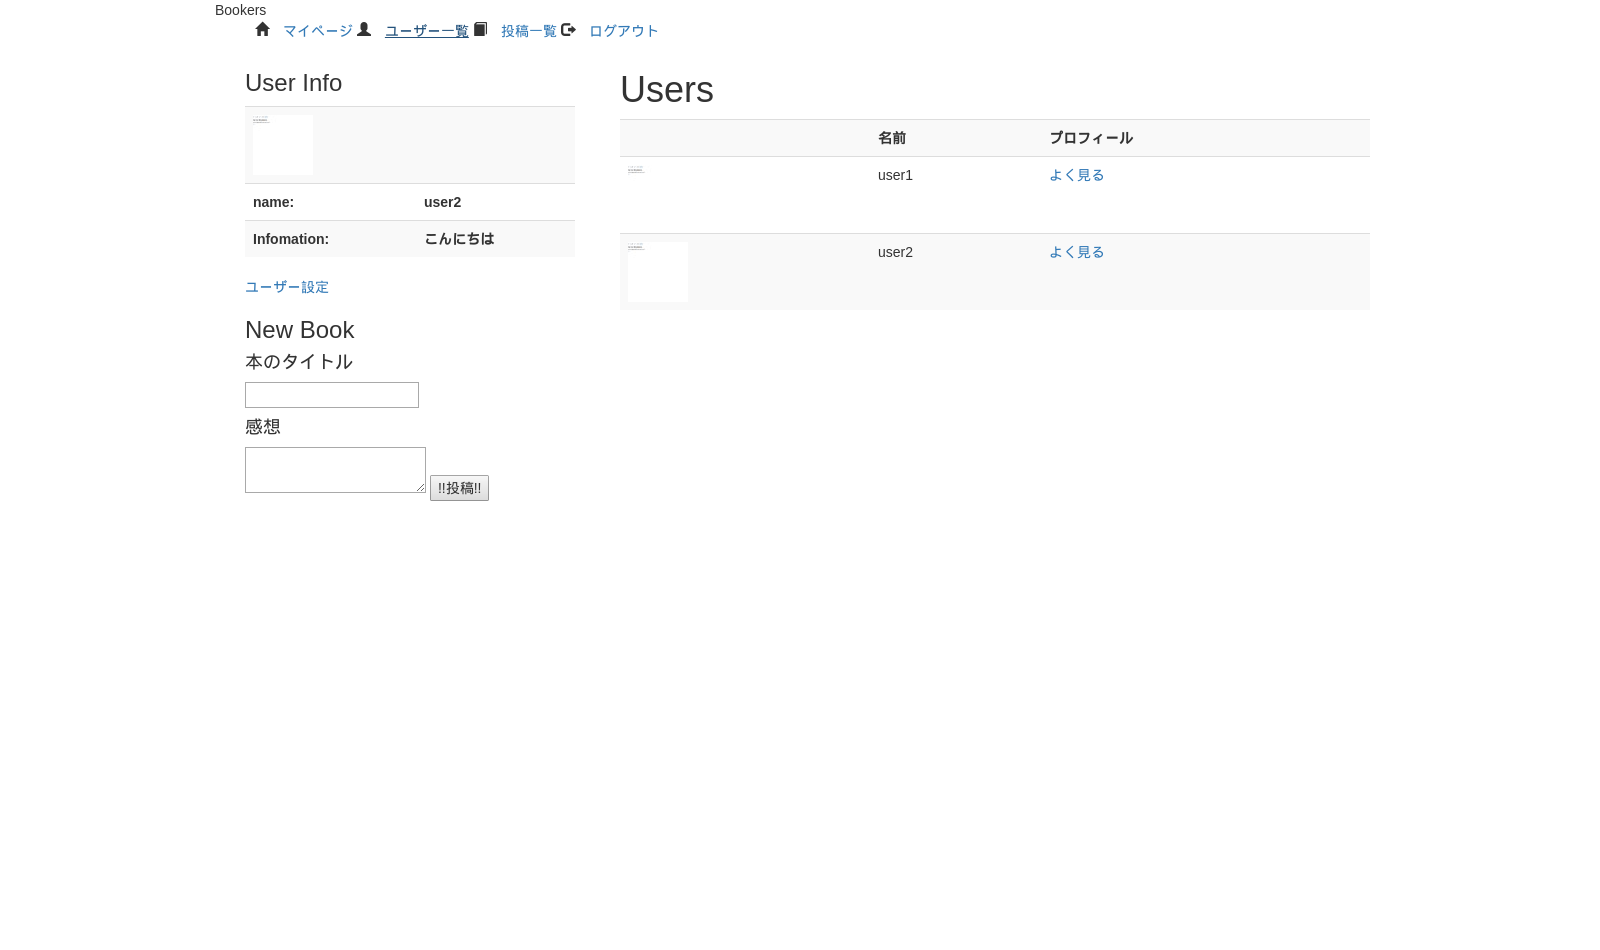 Bookers
マイページ ユーザー一覧 投稿一覧 ログアウト
User Info
name: user2
Infomation: こんにちは
ユーザー設定
New Book
本のタイトル
感想
!!投稿!!
Users
名前 プロフィール
user1 よく見る
user2 よく見る